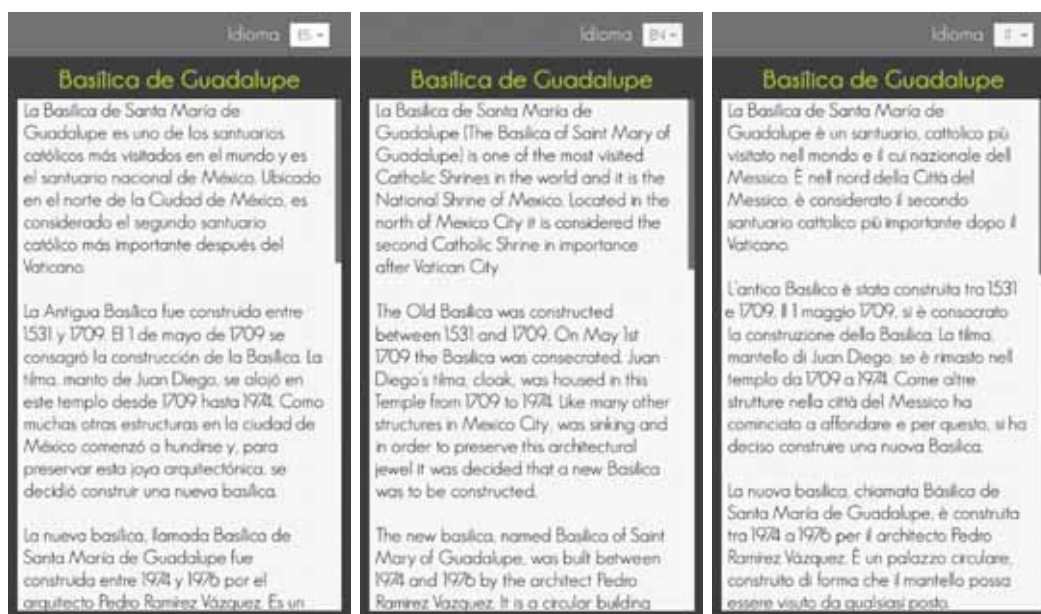 Idioma ES
Basílica de Guadalupe
La Basílica de Santa María de
Guadalupe es uno de los santuarios
católicos más visitados en el mundo y es
el santuario nacional de México. Ubicado
en el norte de la Ciudad de México, es
considerado el segundo santuario
católico más importante después del
Vaticano.
La Antigua Basílica fue construida entre
1531 y 1709. El 1 de mayo de 1709 se
consagró la construcción de la Basílica. La
tilma, manto de Juan Diego, se alojó en
este templo desde 1709 hasta 1974. Como
muchas otras estructuras en la ciudad de
México comenzó a hundirse y, para
preservar esta joya arquitectónica, se
decidió construir una nueva basílica.
La nueva basílica, llamada Basílica de
Santa María de Guadalupe fue
construida entre 1974 y 1976 por el
arquitecto Pedro Ramírez Vázquez. Es un
Idioma EN
Basílica de Guadalupe
La Basílica de Santa María de
Guadalupe (The Basilica of Saint Mary of
Guadalupe) is one of the most visited
Catholic Shrines in the world and it is the
National Shrine of Mexico. Located in the
north of Mexico City it is considered the
second Catholic Shrine in importance
after Vatican City.
The Old Basilica was constructed
between 1531 and 1709. On May 1st
1709 the Basilica was consecrated. Juan
Diego's tilma, cloak, was housed in this
Temple from 1709 to 1974. Like many other
structures in Mexico City, was sinking and
in order to preserve this architectural
jewel it was decided that a new Basilica
was to be constructed.
The new basilica, named Basilica of Saint
Mary of Guadalupe, was built between
1974 and 1976 by the architect Pedro
Ramírez Vázquez. It is a circular building
Idioma IT
Basílica de Guadalupe
La Basílica de Santa María de
Guadalupe è un santuario, cattolico più
visitato nell mondo e il cui nazionale dell
Messico. È nell nord della Città del
Messico, è considerato il secondo
santuario cattolico più importante dopo il
Vaticano.
L'antica Basilica è stata construita tra 1531
e 1709. Il 1 maggio 1709, si è consacrato
la construzione della Basilica. La tilma,
mantello di Juan Diego, se è rimasto nell
templo da 1709 a 1974. Come altre
strutture nella città del Messico ha
cominciato a affondare e per questo, si ha
deciso construire una nuova Basilica.
La nuova basílica, chiamata Básilica de
Santa María de Guadalupe, è construita
tra 1974 a 1976 per il architecto Pedro
Ramírez Vázquez. È un palazzo circulare,
construito di forma che il mantello possa
essere visuto da qualsiasi posto.